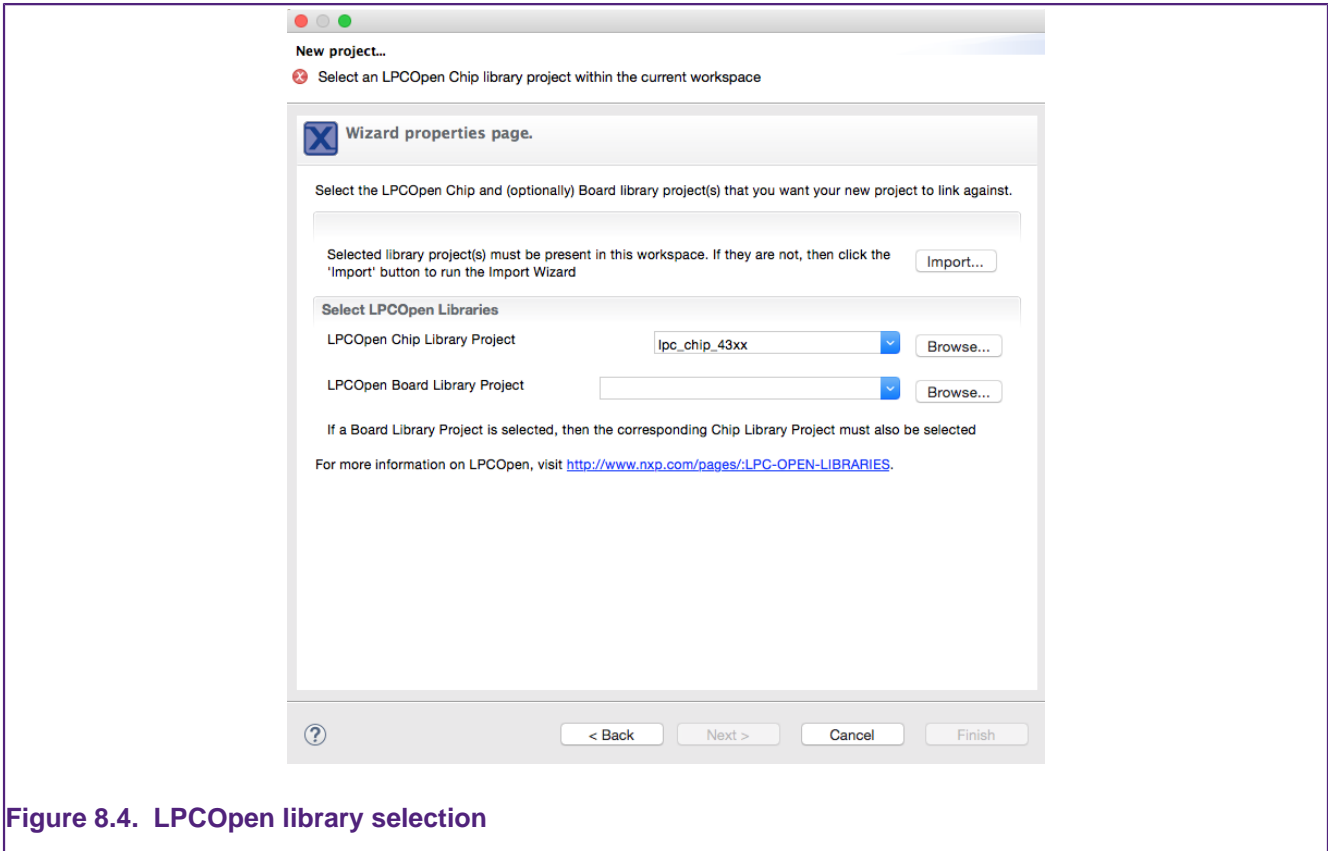 New project...
Select an LPCOpen Chip library project within the current workspace
Wizard properties page.
Select the LPCOpen Chip and (optionally) Board library project(s) that you want your new project to link against.
Selected library project(s) must be present in this workspace. If they are not, then click the
'Import' button to run the Import Wizard
Import...
Select LPCOpen Libraries
LPCOpen Chip Library Project
lpc_chip_43xx
Browse...
LPCOpen Board Library Project
Browse...
If a Board Library Project is selected, then the corresponding Chip Library Project must also be selected
For more information on LPCOpen, visit http://www.nxp.com/pages/:LPC-OPEN-LIBRARIES.
?
< Back
Next >
Cancel
Finish
Figure 8.4. LPCOpen library selection